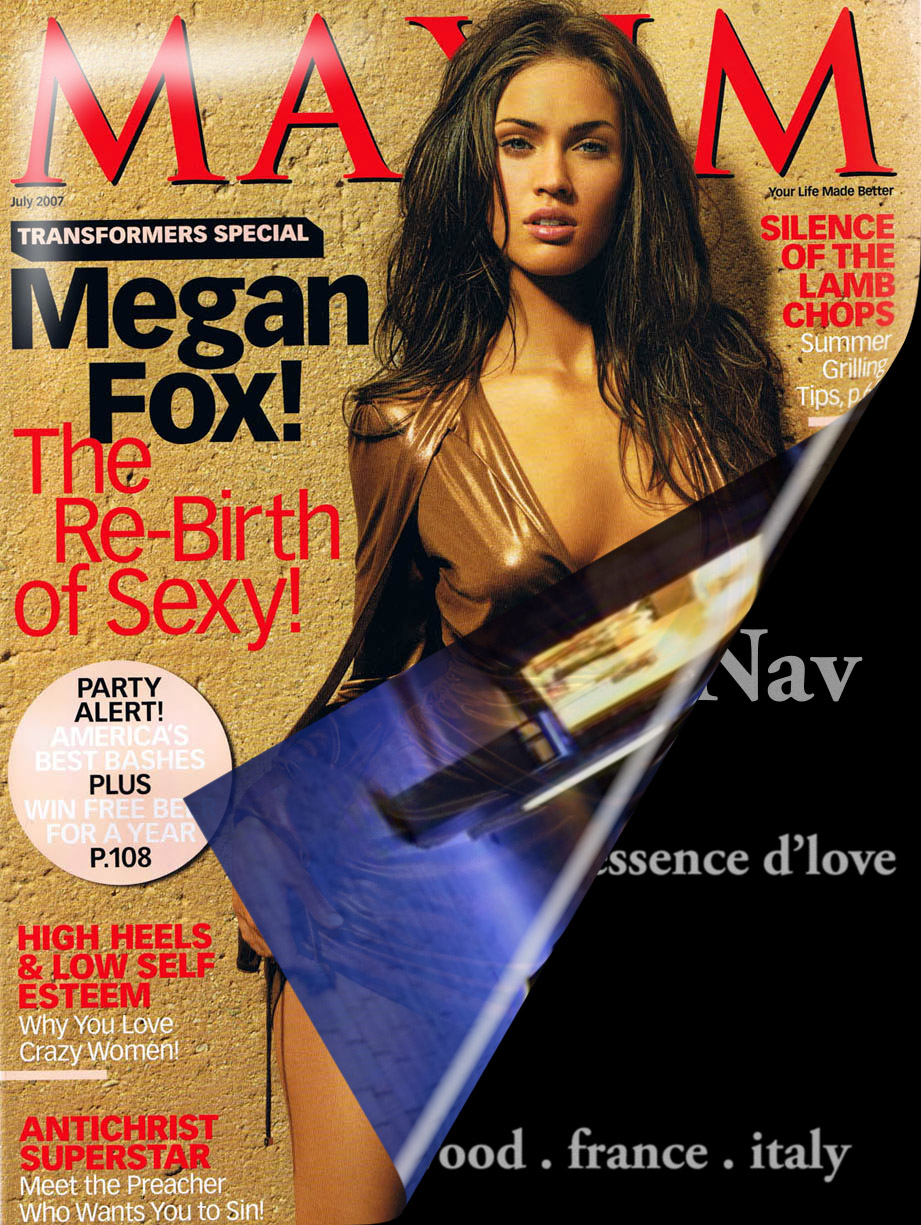 MAXIM
July 2007
Your Life Made Better
TRANSFORMERS SPECIAL
Megan
Fox!
The
Re-Birth
of Sexy!
SILENCE
OF THE
LAMB
CHOPS
Summer
Grilling
Tips,
PARTY
ALERT!
AMERICA'S
BEST BASHES
PLUS
WIN FREE
FOR A YEAR
P.108
Nav
essence d'love
HIGH HEELS
& LOW SELF
ESTEEM
Why You Love
Crazy Women!
ood . france . italy
ANTICHRIST
SUPERSTAR
Meet the Preacher
Who Wants You to Sin!